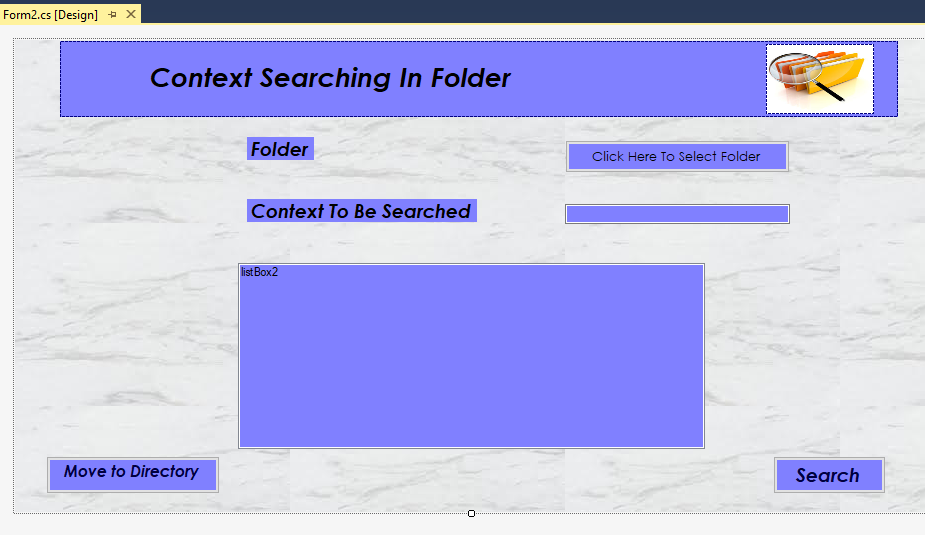 Form2.cs [Design]
Context Searching In Folder
Folder
Click Here To Select Folder
Context To Be Searched
listBox2
Move to Directory
Search